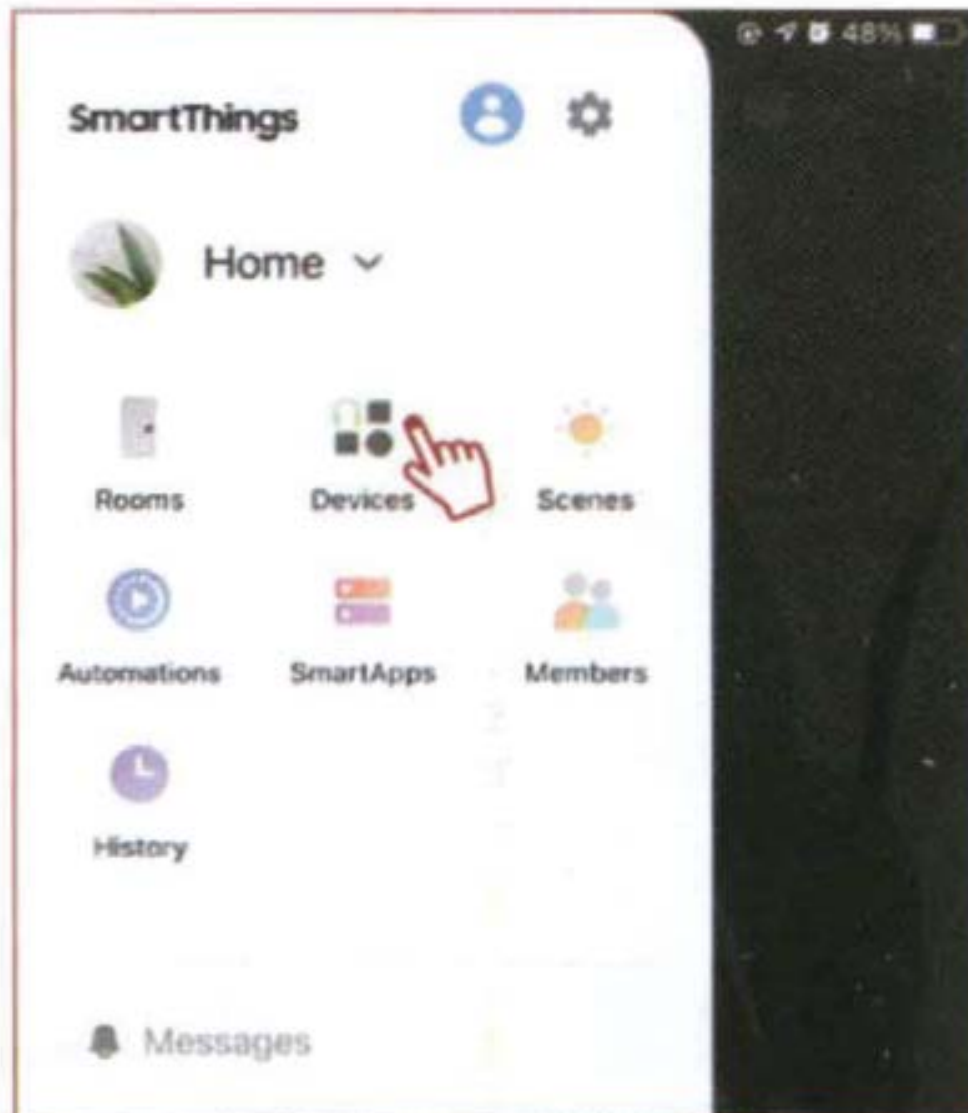 48%
SmartThings
Home
Rooms Devices Scenes
Automations SmartApps Members
History
Messages